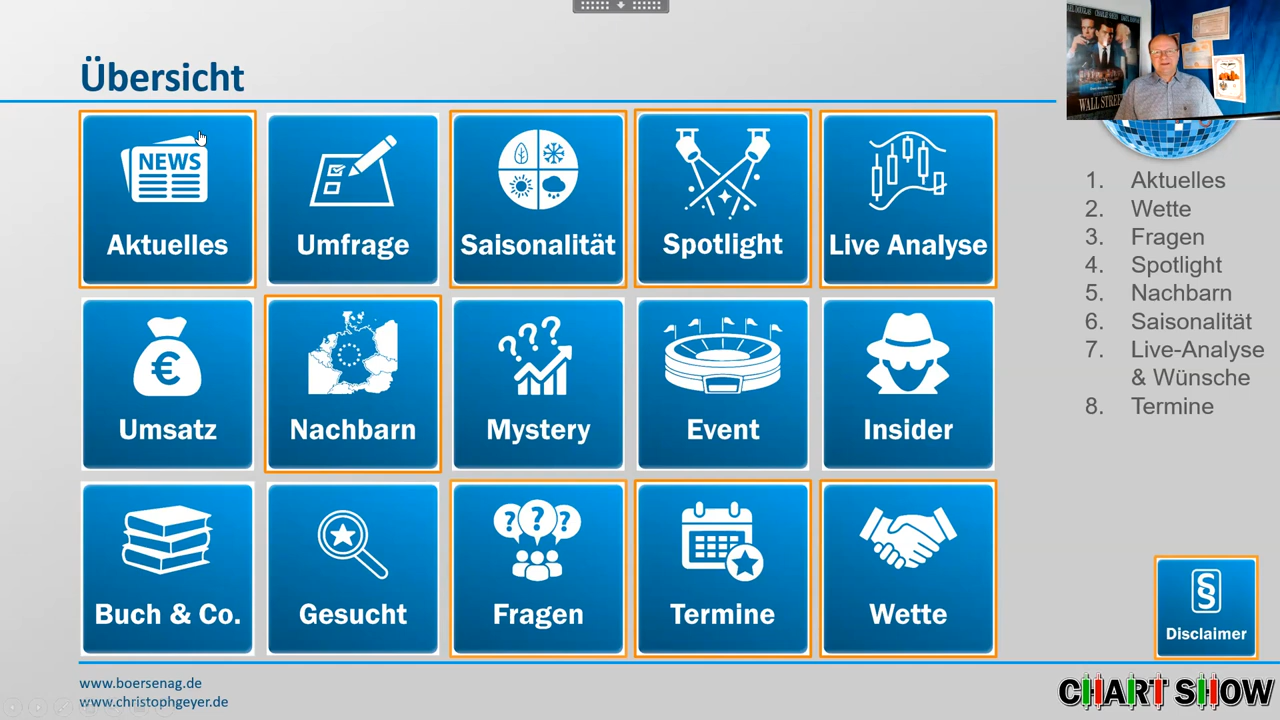 Übersicht
NEWS
Aktuelles
Umfrage
Saisonalität
Spotlight
Live Analyse
€
Umsatz
Nachbarn
? ? ?
Mystery
Event
Insider
Buch & Co.
Gesucht
? ? ?
Fragen
Termine
Wette
WALL STREE
1. Aktuelles
2. Wette
3. Fragen
4. Spotlight
5. Nachbarn
6. Saisonalität
7. Live-Analyse
& Wünsche
8. Termine
§
Disclaimer
www.boersenag.de
www.christophgeyer.de
CHART SHOW